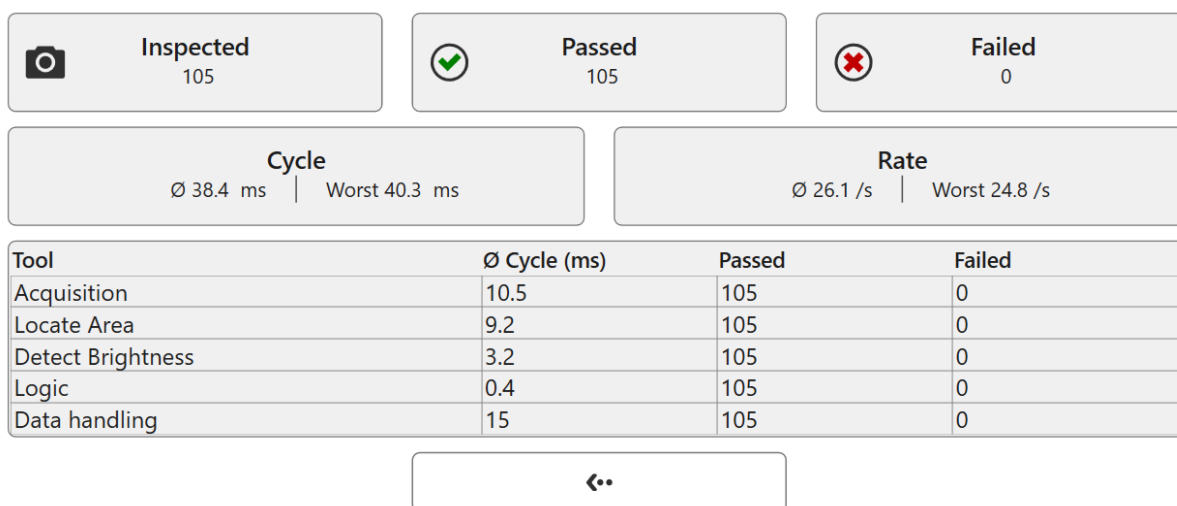 Inspected
105
Passed
105
Failed
0
Cycle
Ø 38.4 ms | Worst 40.3 ms
Rate
Ø 26.1 /s | Worst 24.8 /s
Tool Ø Cycle (ms) Passed Failed
Acquisition 10.5 105 0
Locate Area 9.2 105 0
Detect Brightness 3.2 105 0
Logic 0.4 105 0
Data handling 15 105 0